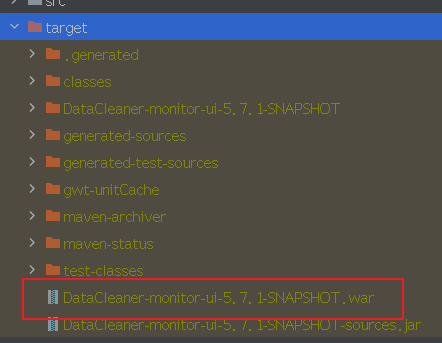 src
target
.generated
classes
DataCleaner-monitor-ui-5.7.1-SNAPSHOT
generated-sources
generated-test-sources
gwt-unitCache
maven-archiver
maven-status
test-classes
DataCleaner-monitor-ui-5.7.1-SNAPSHOT.war
DataCleaner-monitor-ui-5.7.1-SNAPSHOT-sources.jar